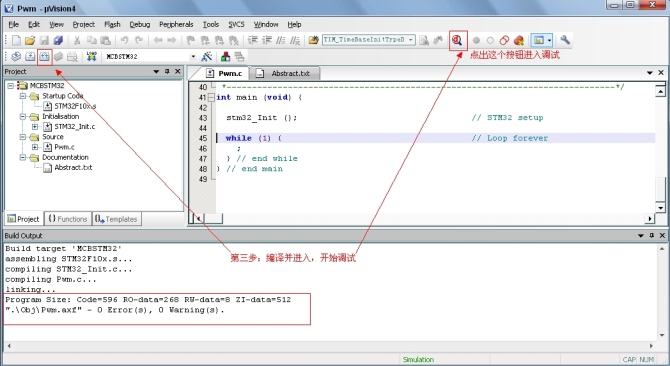 Pwm - µVision4
File Edit View Project Flash Debug Peripherals Tools SVCS Window Help
TIM_TimeBaseInitTypeD
点出这个按钮进入调试
LOAD
MCBSTM32
Project
Pwm.c
Abstract.txt
MCBSTM32
Startup Code
STM32F10x.s
Initialisation
STM32_Init.c
Source
Pwm.c
Documentation
Abstract.txt
40 *----------------------------------------------------------------------------*/
41 int main (void) {
42
43 stm32_Init (); // STM32 setup
44
45 while (1) { // Loop forever
46 ;
47 } // end while
48 } // end main
49
Project
{} Functions
Templates
Build Output
第三步：编译并进入，开始调试
Build target 'MCBSTM32'
assembling STM32F10x.s...
compiling STM32_Init.c...
compiling Pwm.c...
linking...
Program Size: Code=596 RO-data=268 RW-data=8 ZI-data=512
".\Obj\Pwm.axf" - 0 Error(s), 0 Warning(s).
Simulation
CAP NUM